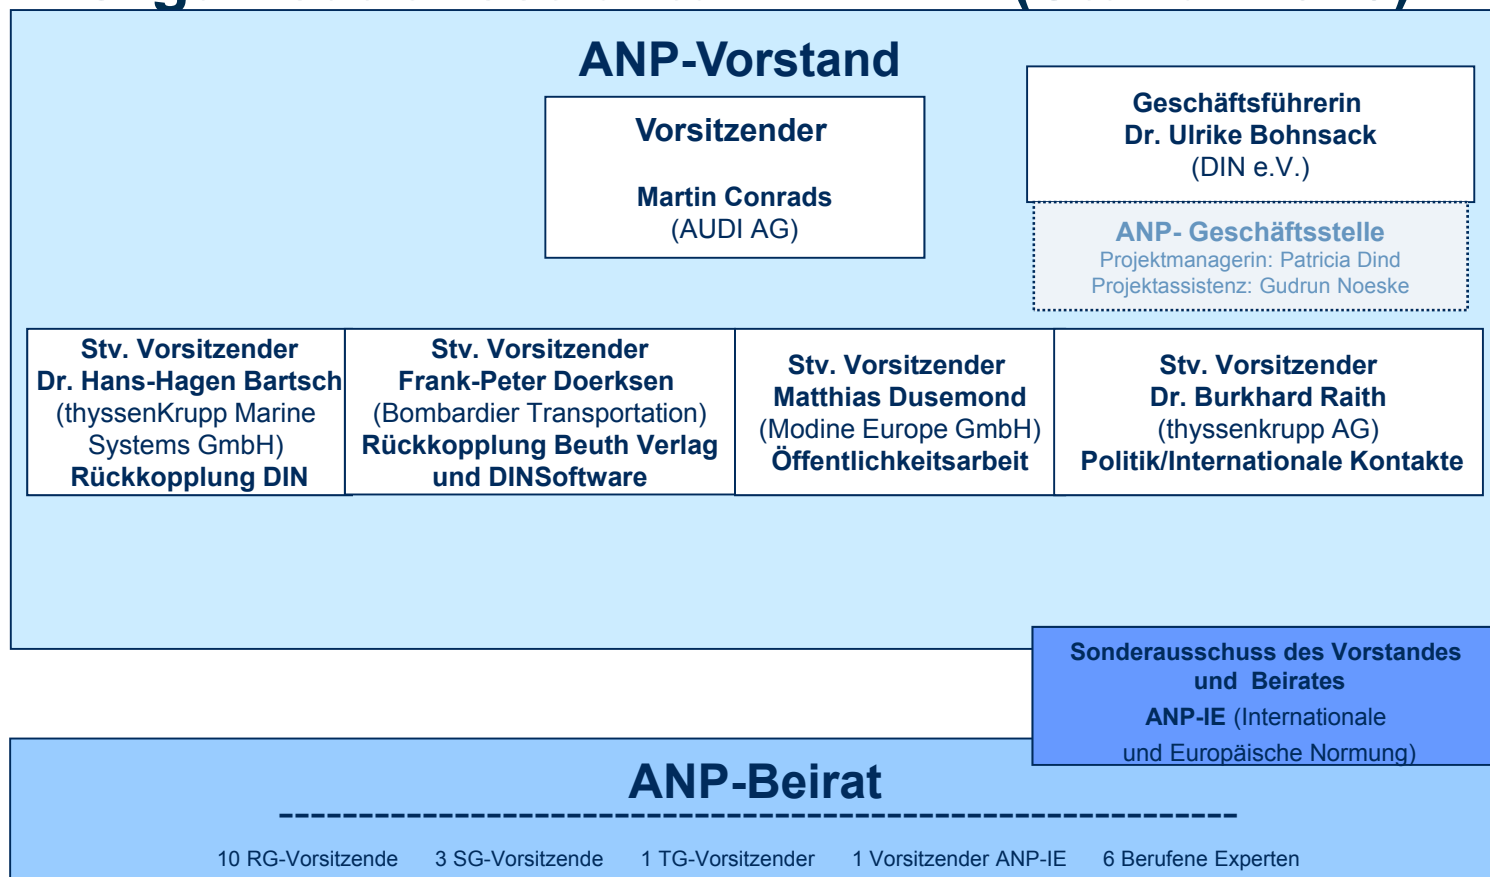 ANP-Vorstand
Vorsitzender
Martin Conrads
(AUDI AG)
Geschäftsführerin
Dr. Ulrike Bohnsack
(DIN e.V.)
ANP- Geschäftsstelle
Projektmanagerin: Patricia Dind
Projektassistenz: Gudrun Noeske
Stv. Vorsitzender
Dr. Hans-Hagen Bartsch
(thyssenKrupp Marine
Systems GmbH)
Rückkopplung DIN
Stv. Vorsitzender
Frank-Peter Doerksen
(Bombardier Transportation)
Rückkopplung Beuth Verlag
und DINSoftware
Stv. Vorsitzender
Matthias Dusemond
(Modine Europe GmbH)
Öffentlichkeitsarbeit
Stv. Vorsitzender
Dr. Burkhard Raith
(thyssenkrupp AG)
Politik/Internationale Kontakte
Sonderausschuss des Vorstandes
und Beirates
ANP-IE (Internationale
und Europäische Normung)
ANP-Beirat
------------------------------------------------------------
10 RG-Vorsitzende 3 SG-Vorsitzende 1 TG-Vorsitzender 1 Vorsitzender ANP-IE 6 Berufene Experten